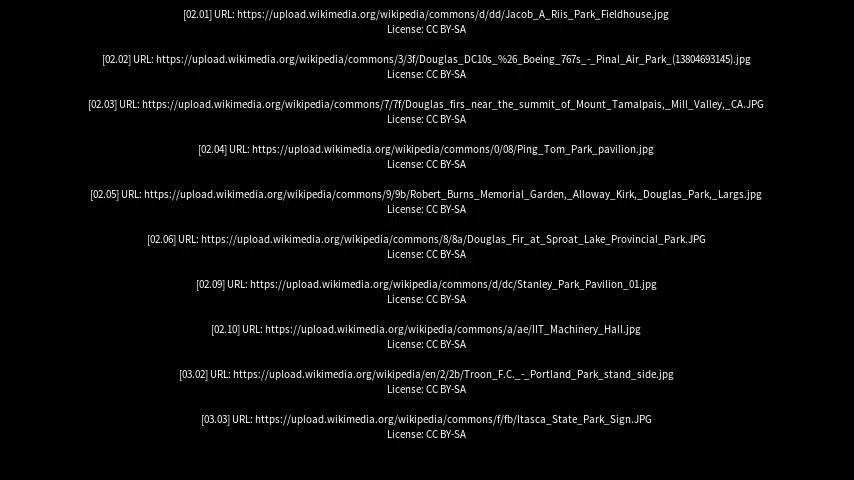 [02.01] URL: https://upload.wikimedia.org/wikipedia/commons/d/dd/Jacob_A_Riis_Park_Fieldhouse.jpg
License: CC BY-SA
[02.02] URL: https://upload.wikimedia.org/wikipedia/commons/3/3f/Douglas_DC10s_%26_Boeing_767s_-_Pinal_Air_Park_(13804693145).jpg
License: CC BY-SA
[02.03] URL: https://upload.wikimedia.org/wikipedia/commons/7/7f/Douglas_firs_near_the_summit_of_Mount_Tamalpais,_Mill_Valley,_CA.JPG
License: CC BY-SA
[02.04] URL: https://upload.wikimedia.org/wikipedia/commons/0/08/Ping_Tom_Park_pavilion.jpg
License: CC BY-SA
[02.05] URL: https://upload.wikimedia.org/wikipedia/commons/9/9b/Robert_Burns_Memorial_Garden,_Alloway_Kirk,_Douglas_Park,_Largs.jpg
License: CC BY-SA
[02.06] URL: https://upload.wikimedia.org/wikipedia/commons/8/8a/Douglas_Fir_at_Sproat_Lake_Provincial_Park.JPG
License: CC BY-SA
[02.09] URL: https://upload.wikimedia.org/wikipedia/commons/d/dc/Stanley_Park_Pavilion_01.jpg
License: CC BY-SA
[02.10] URL: https://upload.wikimedia.org/wikipedia/commons/a/ae/IIT_Machinery_Hall.jpg
License: CC BY-SA
[03.02] URL: https://upload.wikimedia.org/wikipedia/en/2/2b/Troon_F.C._-_Portland_Park_stand_side.jpg
License: CC BY-SA
[03.03] URL: https://upload.wikimedia.org/wikipedia/commons/f/fb/Itasca_State_Park_Sign.JPG
License: CC BY-SA